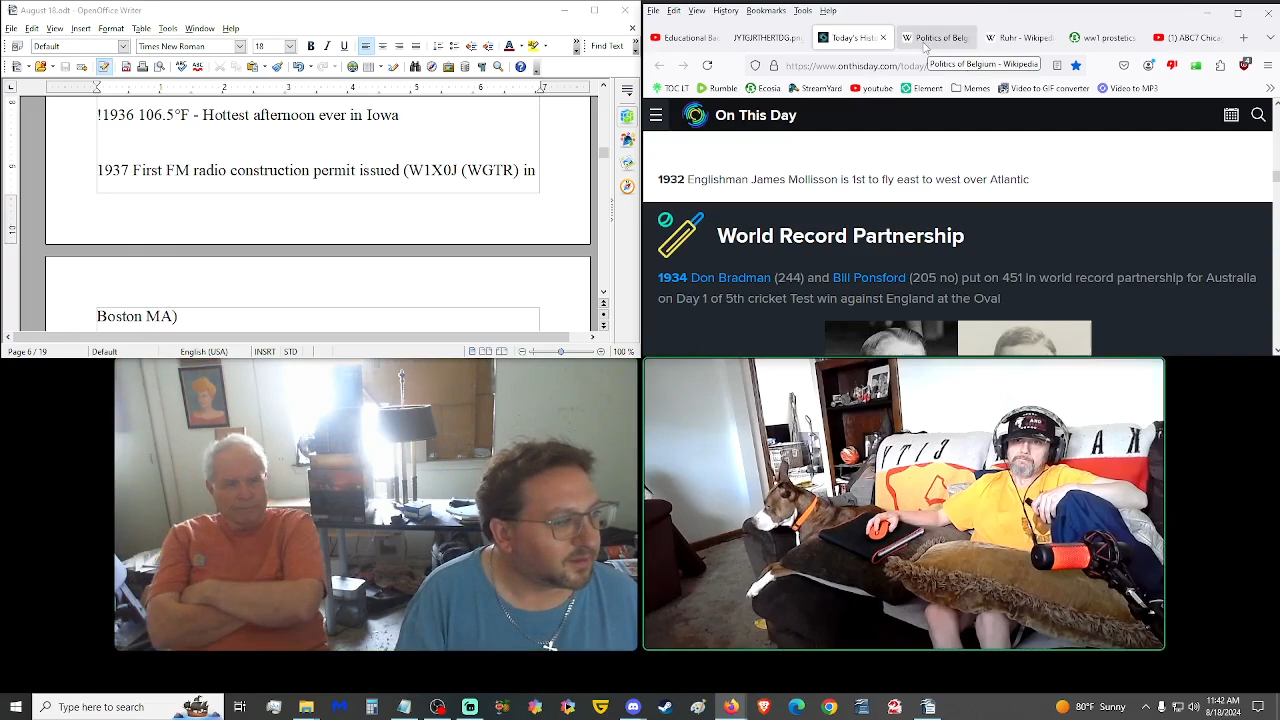 August 18.odt - OpenOffice Writer
File Edit View Insert Format Table Tools Window Help
Default Times New Roman 18 Find Text
!1936 106.5°F - Hottest afternoon ever in Iowa
1937 First FM radio construction permit issued (W1X0J (WGTR) in
Boston MA)
Page 6 / 19 Default English (USA) INSRT STD 100 %
File Edit View History Bookmarks Tools Help
Educational Ba JYTGJRTHERTDG.pn Today's Hist Politics of Belg Ruhr - Wikiped ww1 prostetics (1) ABC7 Chica
https://www.onthisday.com/today
Politics of Belgium - Wikipedia
TOC LT Rumble Ecosia StreamYard youtube Element Memes Video to GIF converter Video to MP3
On This Day
1932 Englishman James Mollisson is 1st to fly east to west over Atlantic
World Record Partnership
1934 Don Bradman (244) and Bill Ponsford (205 no) put on 451 in world record partnership for Australia
on Day 1 of 5th cricket Test win against England at the Oval
Type here to search
86°F Sunny
11:42 AM
8/18/2024